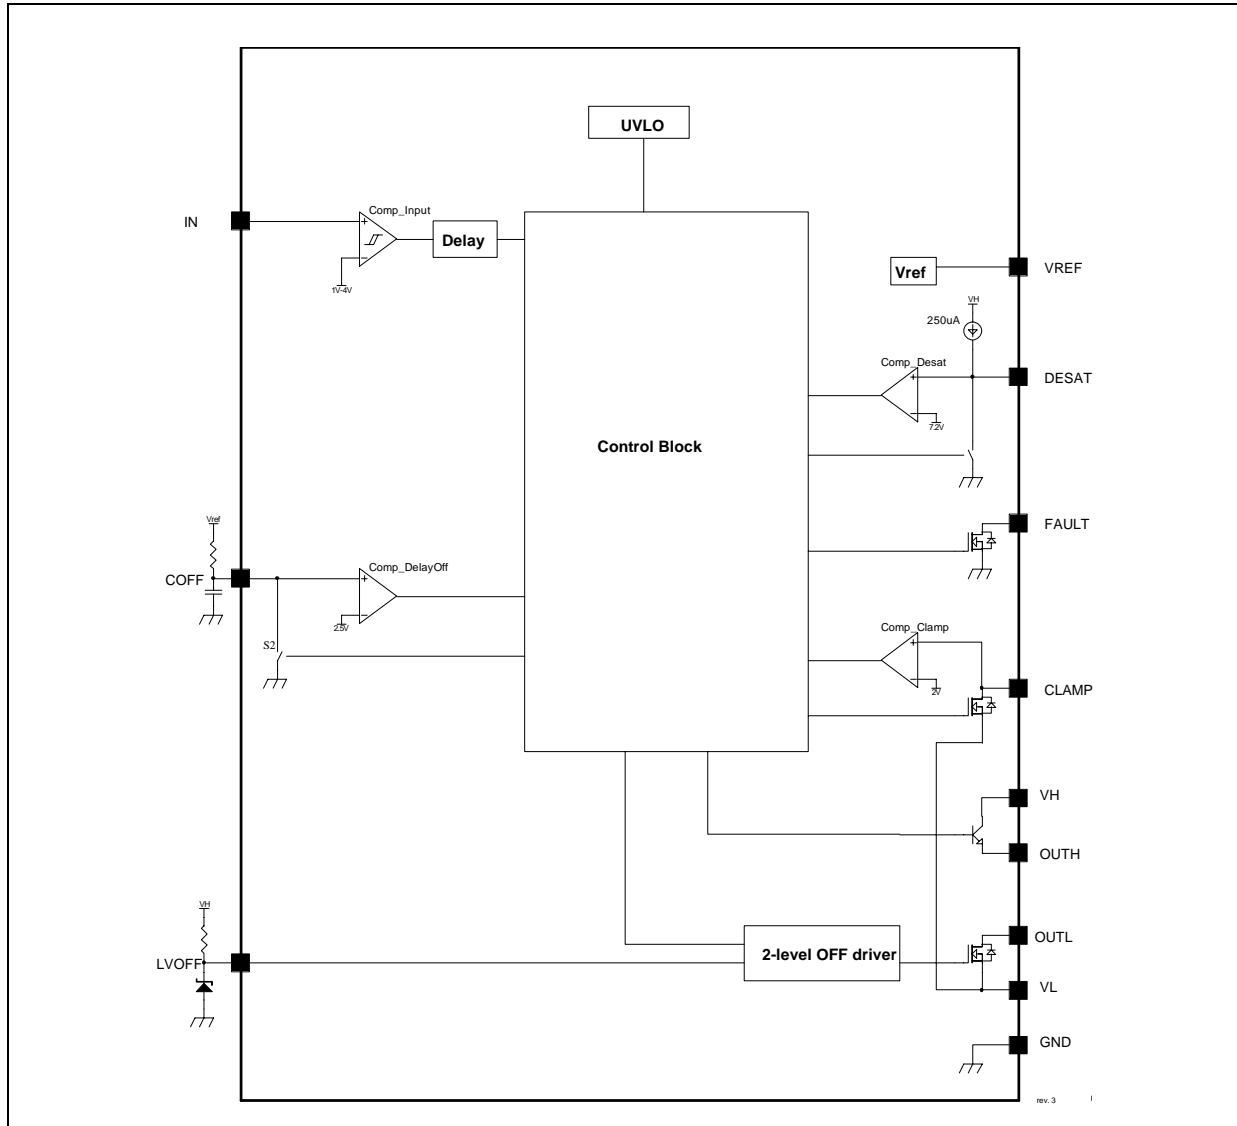 UVLO
IN
Comp_Input
Delay
1V-4V
Vref
VREF
VH
250uA
Comp_Desat
DESAT
7.2V
Control Block
FAULT
Vref
COFF
Comp_DelayOff
2.5V
S2
Comp_Clamp
2V
CLAMP
VH
OUTH
VH
LVOFF
2-level OFF driver
OUTL
VL
GND
rev. 3